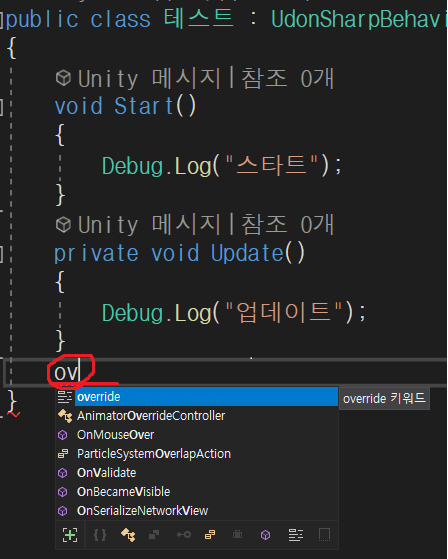 public class 테스트 : UdonSharpBehavi
{
Unity 메시지|참조 0개
void Start()
{
Debug.Log("스타트");
}
Unity 메시지|참조 0개
private void Update()
{
Debug.Log("업데이트");
}
ov
}
override
override 키워드
AnimatorOverrideController
OnMouseOver
ParticleSystemOverlapAction
OnValidate
OnBecameVisible
OnSerializeNetworkView